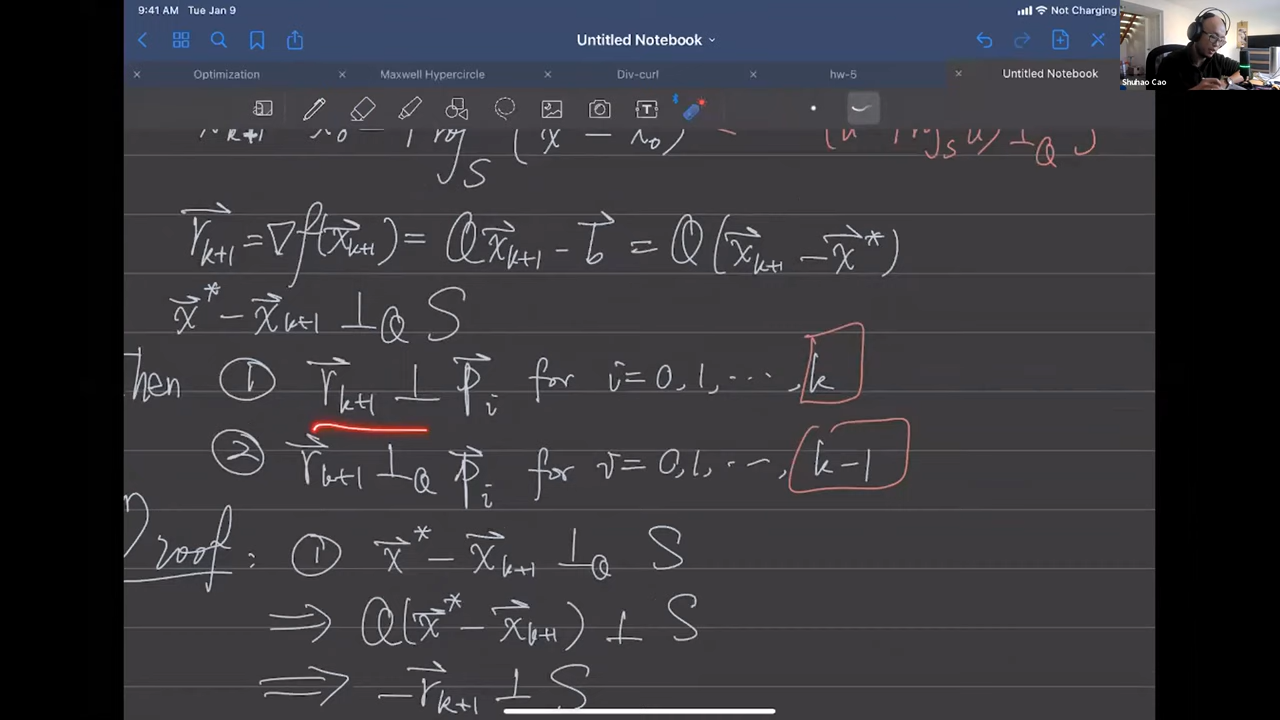 9:41 AM Tue Jan 9
Not Charging
Untitled Notebook
Shuhao Cao
Optimization
Maxwell Hypercircle
Div-curl
hw-5
Untitled Notebook
r⃗_{k+1} = ∇f(x⃗_{k+1}) = Qx⃗_{k+1} - b⃗ = Q(x⃗_{k+1} - x⃗*)
x⃗* - x⃗_{k+1} ⊥_Q S
Then ① r⃗_{k+1} ⊥ p⃗_i for i=0,1,⋯,k
② r⃗_{k+1} ⊥_Q p⃗_i for i=0,1,⋯,k-1
Proof: ① x⃗* - x⃗_{k+1} ⊥_Q S
⟹ Q(x⃗* - x⃗_{k+1}) ⊥ S
⟹ -r⃗_{k+1} ⊥ S